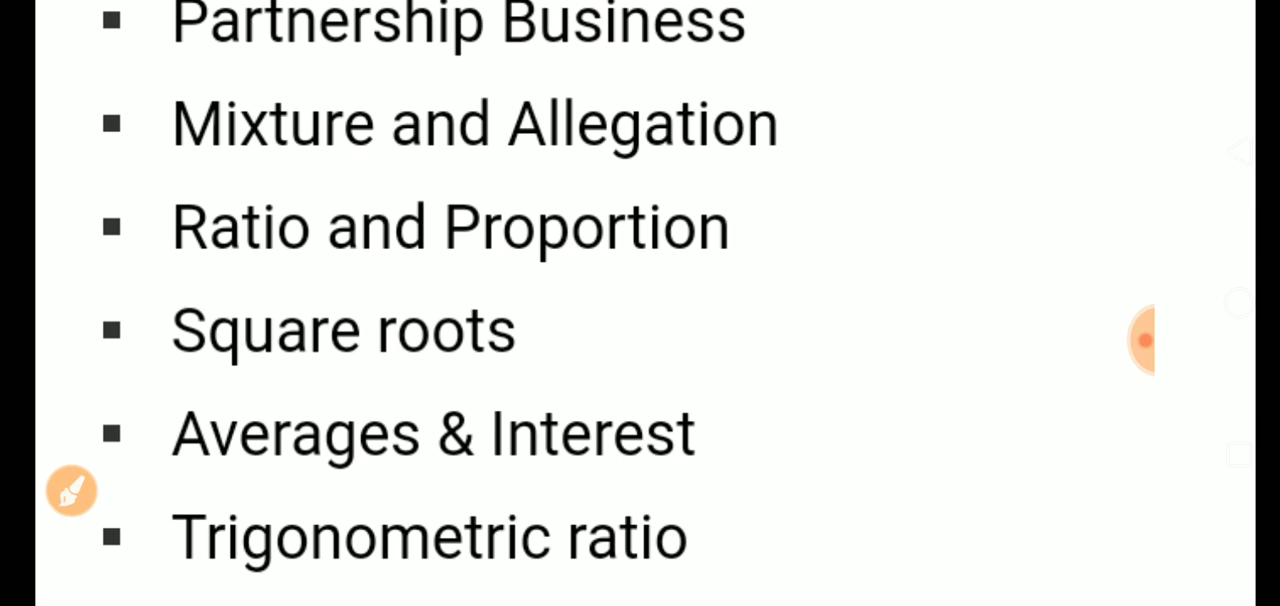 ▪ Partnership Business
▪ Mixture and Allegation
▪ Ratio and Proportion
▪ Square roots
▪ Averages & Interest
▪ Trigonometric ratio